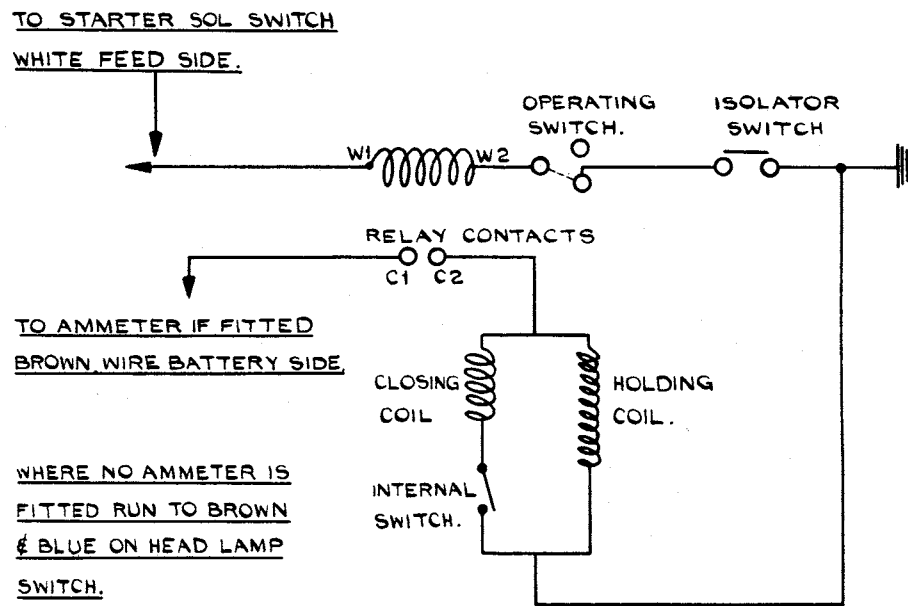 TO STARTER SOL SWITCH
WHITE FEED SIDE.
OPERATING
SWITCH.
ISOLATOR
SWITCH
W1
W2
RELAY CONTACTS
C1 C2
TO AMMETER IF FITTED
BROWN WIRE BATTERY SIDE,
CLOSING
COIL
HOLDING
COIL.
WHERE NO AMMETER IS
FITTED RUN TO BROWN
& BLUE ON HEAD LAMP
SWITCH.
INTERNAL
SWITCH.